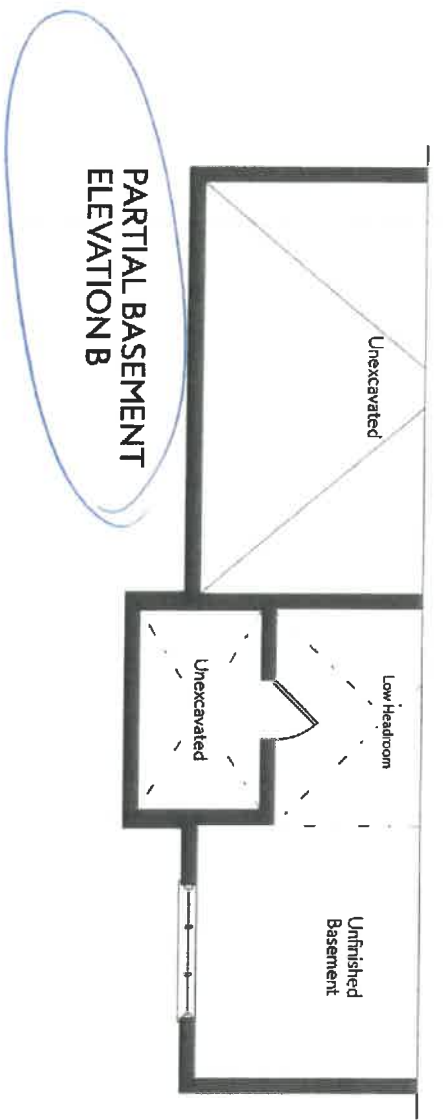 Unexcavated
Low Headroom
Unfinished
Basement
Unexcavated
PARTIAL BASEMENT
ELEVATION B